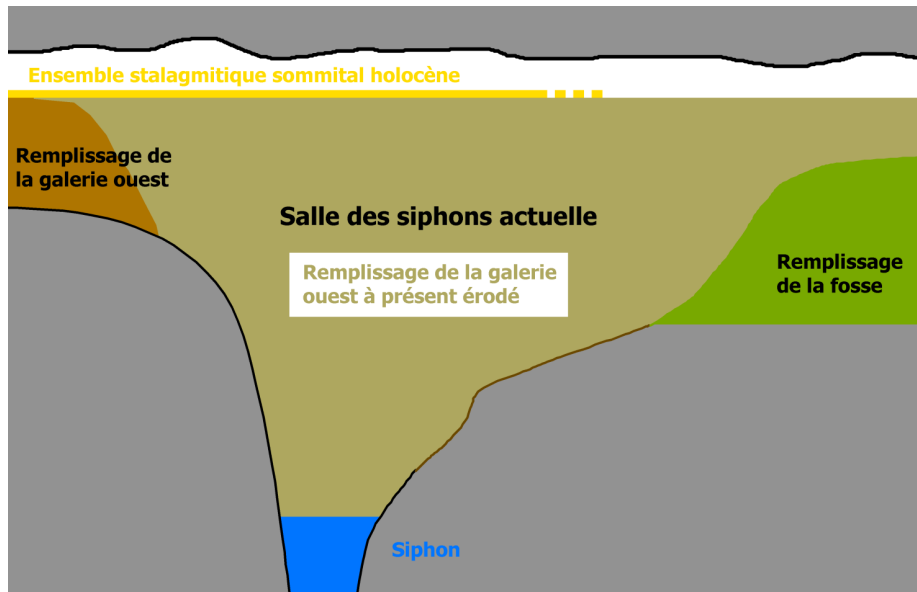 Ensemble stalagmitique sommital holocène
Remplissage de
la galerie ouest
Salle des siphons actuelle
Remplissage de la galerie
ouest à présent érodé
Remplissage
de la fosse
Siphon